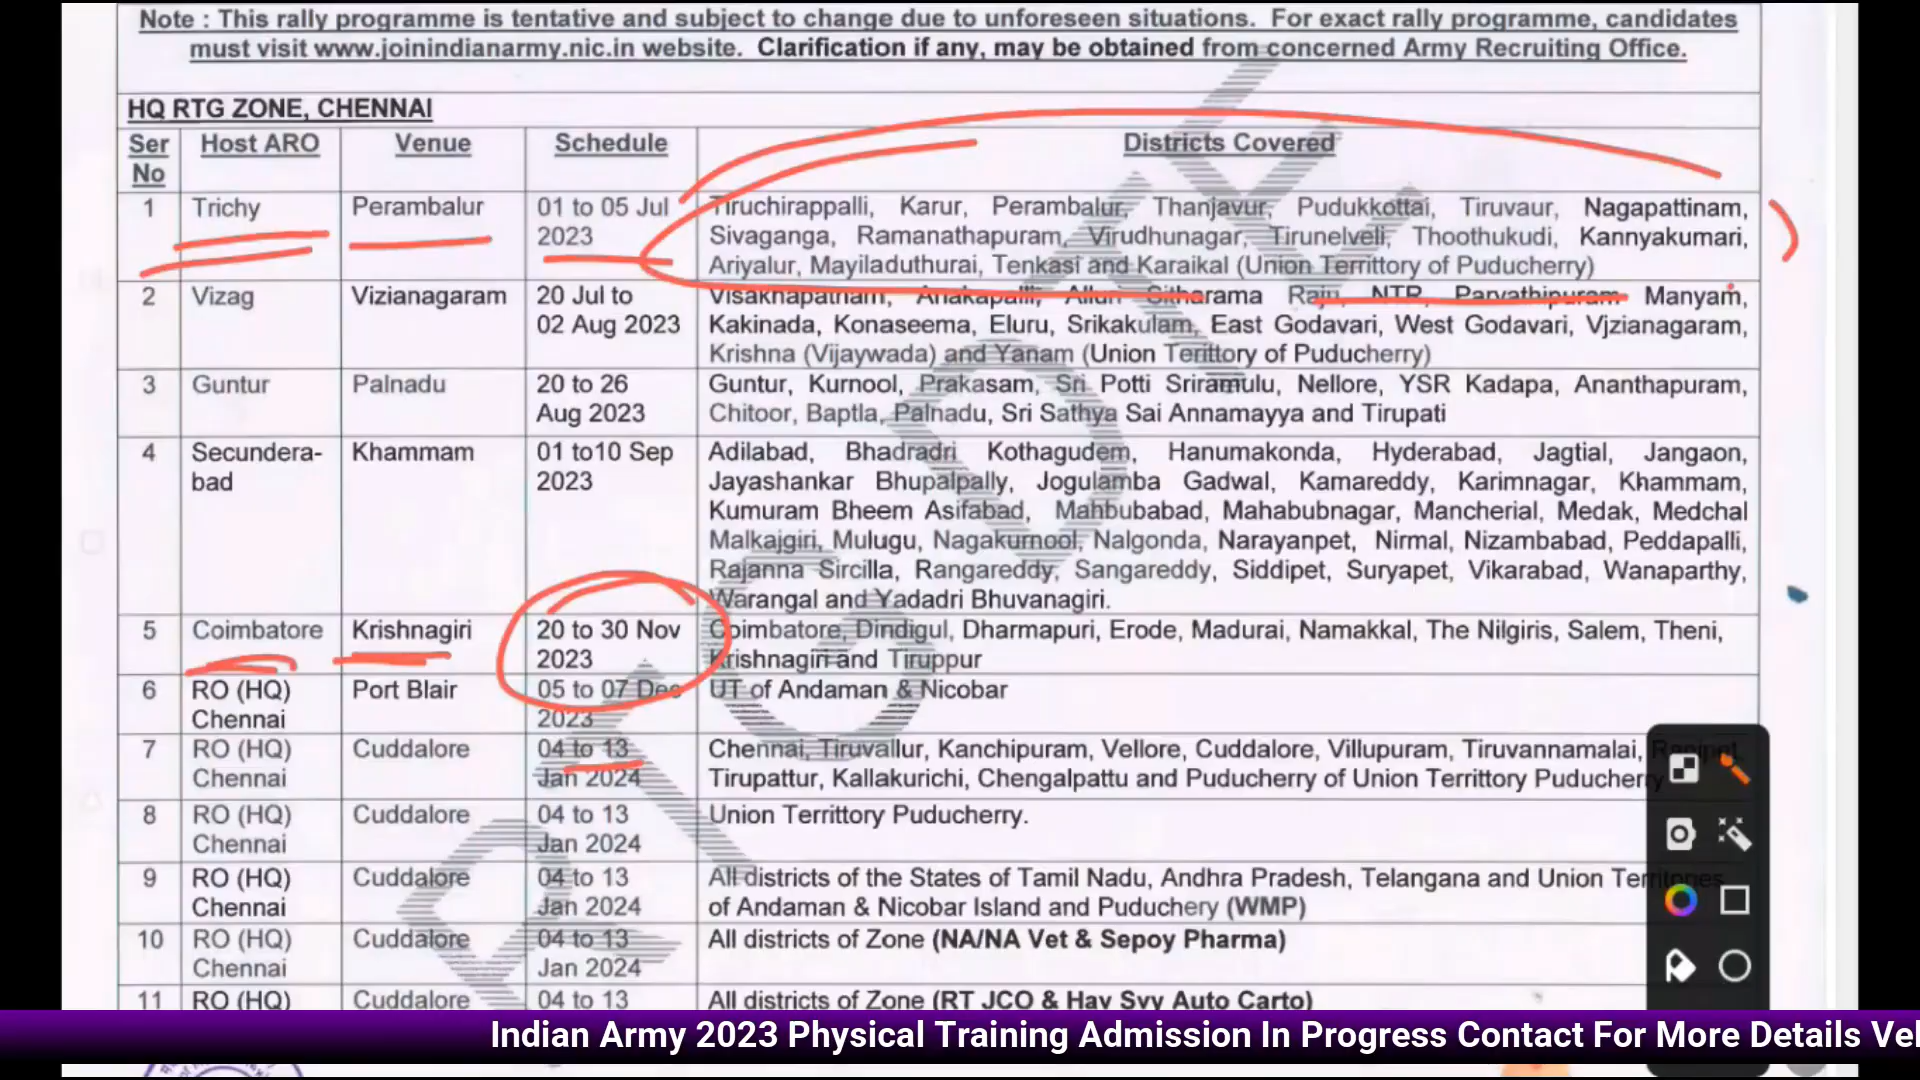 Note : This rally programme is tentative and subject to change due to unforeseen situations. For exact rally programme, candidates
must visit www.joinindianarmy.nic.in website. Clarification if any, may be obtained from concerned Army Recruiting Office.
HQ RTG ZONE, CHENNAI
Ser No Host ARO Venue Schedule Districts Covered
1 Trichy Perambalur 01 to 05 Jul 2023 Tiruchirappalli, Karur, Perambalur, Thanjavur, Pudukkottai, Tiruvaur, Nagapattinam,
Sivaganga, Ramanathapuram, Virudhunagar, Tirunelveli, Thoothukudi, Kannyakumari,
Ariyalur, Mayiladuthurai, Tenkasi and Karaikal (Union Territtory of Puducherry)
2 Vizag Vizianagaram 20 Jul to 02 Aug 2023 Visakhapatnam, Anakapalli, Alluri Sitharama Raju, NTR, Parvathipuram Manyam,
Kakinada, Konaseema, Eluru, Srikakulam, East Godavari, West Godavari, Vjzianagaram,
Krishna (Vijaywada) and Yanam (Union Terittory of Puducherry)
3 Guntur Palnadu 20 to 26 Aug 2023 Guntur, Kurnool, Prakasam, Sri Potti Sriramulu, Nellore, YSR Kadapa, Ananthapuram,
Chitoor, Baptla, Palnadu, Sri Sathya Sai Annamayya and Tirupati
4 Secundera-bad Khammam 01 to10 Sep 2023 Adilabad, Bhadradri Kothagudem, Hanumakonda, Hyderabad, Jagtial, Jangaon,
Jayashankar Bhupalpally, Jogulamba Gadwal, Kamareddy, Karimnagar, Khammam,
Kumuram Bheem Asifabad, Mahbubabad, Mahabubnagar, Mancherial, Medak, Medchal
Malkajgiri, Mulugu, Nagakurnool, Nalgonda, Narayanpet, Nirmal, Nizambabad, Peddapalli,
Rajanna Sircilla, Rangareddy, Sangareddy, Siddipet, Suryapet, Vikarabad, Wanaparthy,
Warangal and Yadadri Bhuvanagiri.
5 Coimbatore Krishnagiri 20 to 30 Nov 2023 Coimbatore, Dindigul, Dharmapuri, Erode, Madurai, Namakkal, The Nilgiris, Salem, Theni,
Krishnagiri and Tiruppur
6 RO (HQ) Chennai Port Blair 05 to 07 Dec 2023 UT of Andaman & Nicobar
7 RO (HQ) Chennai Cuddalore 04 to 13 Jan 2024 Chennai, Tiruvallur, Kanchipuram, Vellore, Cuddalore, Villupuram, Tiruvannamalai,
Tirupattur, Kallakurichi, Chengalpattu and Puducherry of Union Territtory Puducherry
8 RO (HQ) Chennai Cuddalore 04 to 13 Jan 2024 Union Territtory Puducherry.
9 RO (HQ) Chennai Cuddalore 04 to 13 Jan 2024 All districts of the States of Tamil Nadu, Andhra Pradesh, Telangana and Union Territories
of Andaman & Nicobar Island and Puduchery (WMP)
10 RO (HQ) Chennai Cuddalore 04 to 13 Jan 2024 All districts of Zone (NA/NA Vet & Sepoy Pharma)
11 RO (HQ) Cuddalore 04 to 13 All districts of Zone (RT JCO & Hav Svy Auto Carto)
Indian Army 2023 Physical Training Admission In Progress Contact For More Details Vel